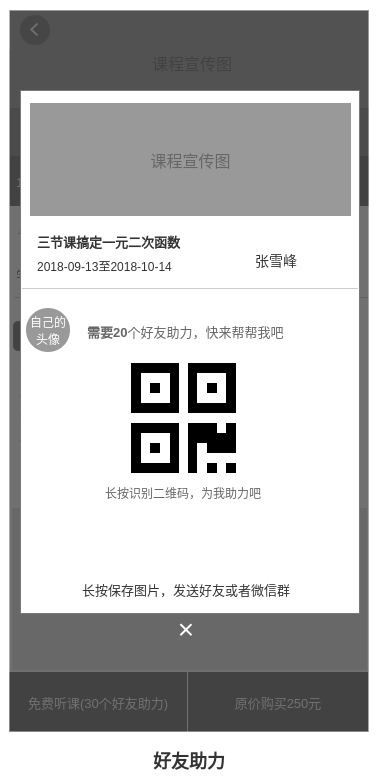 课程宣传图
课程宣传图
三节课搞定一元二次函数
2018-09-13至2018-10-14
张雪峰
自己的
头像
需要20个好友助力，快来帮帮我吧
长按识别二维码，为我助力吧
长按保存图片，发送好友或者微信群
免费听课(30个好友助力)
原价购买250元
好友助力